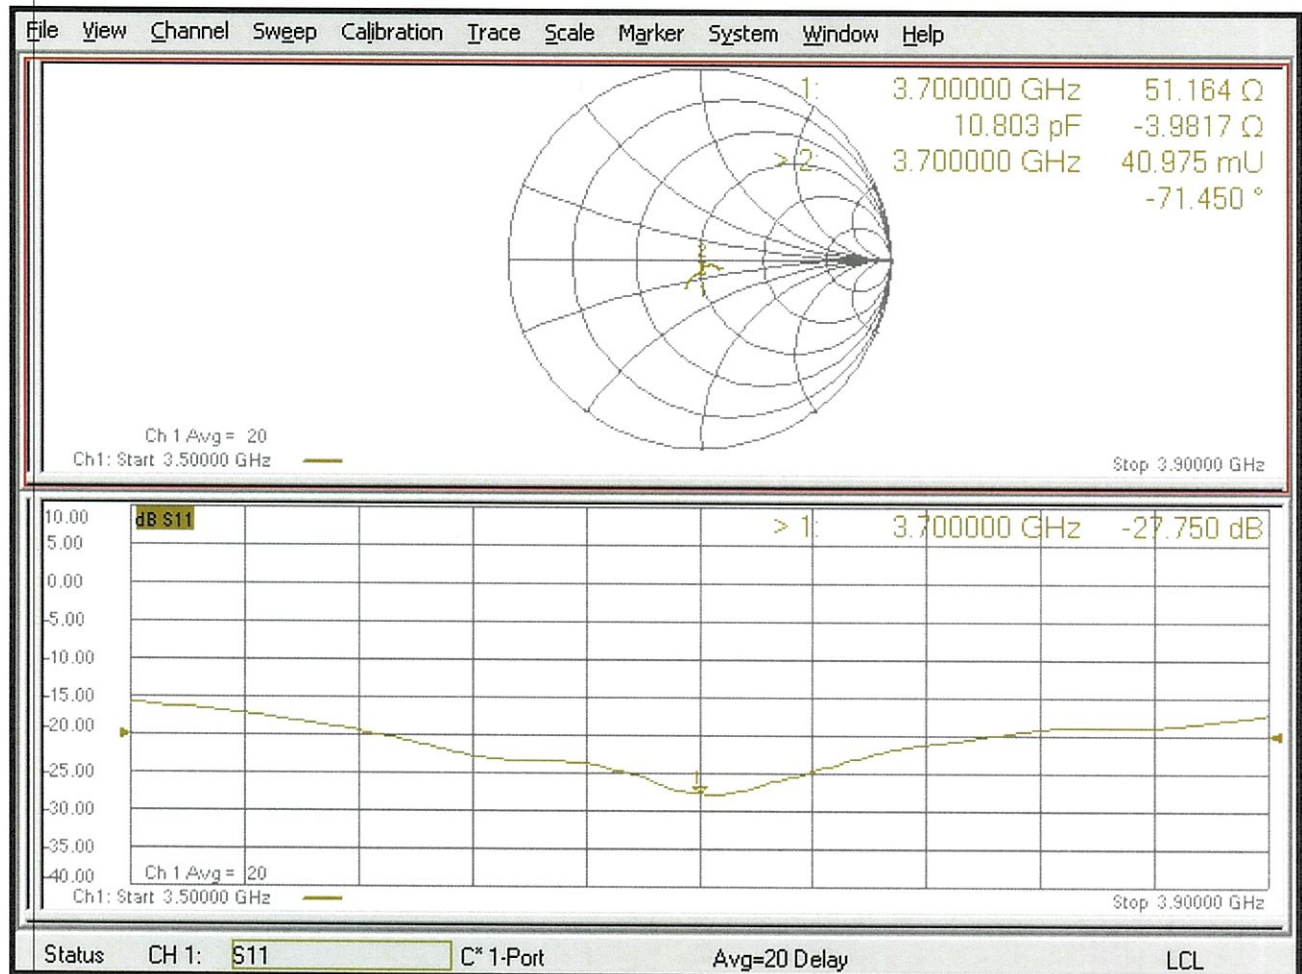 File View Channel Sweep Calibration Trace Scale Marker System Window Help
1: 3.700000 GHz 51.164 Ω
10.803 pF -3.9817 Ω
> 2: 3.700000 GHz 40.975 mU
-71.450 °
Ch 1 Avg = 20
Ch1: Start 3.50000 GHz
Stop 3.90000 GHz
10.00
dB S11
> 1: 3.700000 GHz -27.750 dB
5.00
0.00
-5.00
-10.00
-15.00
-20.00
-25.00
-30.00
-35.00
-40.00
Ch 1 Avg = 20
Ch1: Start 3.50000 GHz
Stop 3.90000 GHz
Status CH 1: S11 C* 1-Port Avg=20 Delay LCL